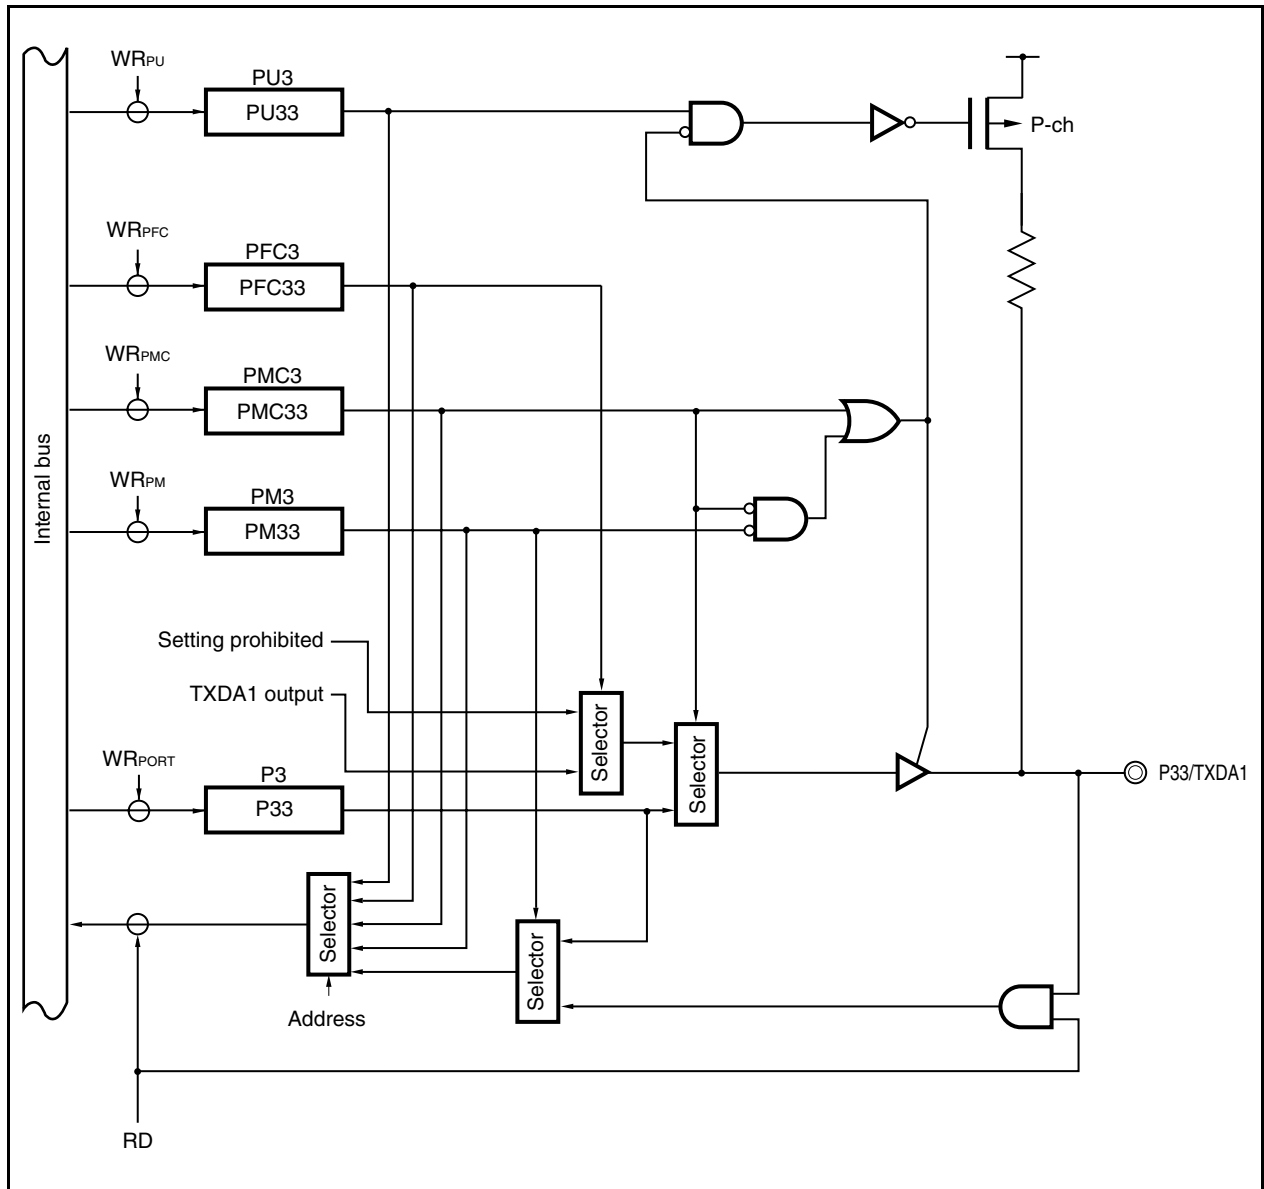 WRPU
PU3
PU33
P-ch
WRPFC
PFC3
PFC33
WRPMC
PMC3
PMC33
Internal bus
WRPM
PM3
PM33
Setting prohibited
TXDA1 output
Selector
Selector
WRPORT
P3
P33
P33/TXDA1
Selector
Selector
Address
RD